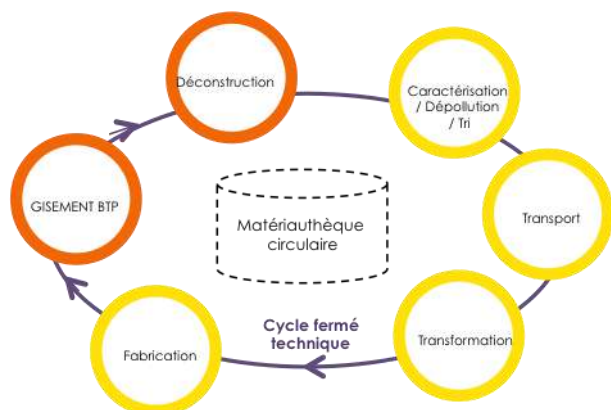 Déconstruction
Caractérisation
/ Dépollution
/ Tri
GISEMENT BTP
Matériauthèque
circulaire
Transport
Cycle fermé
technique
Fabrication
Transformation